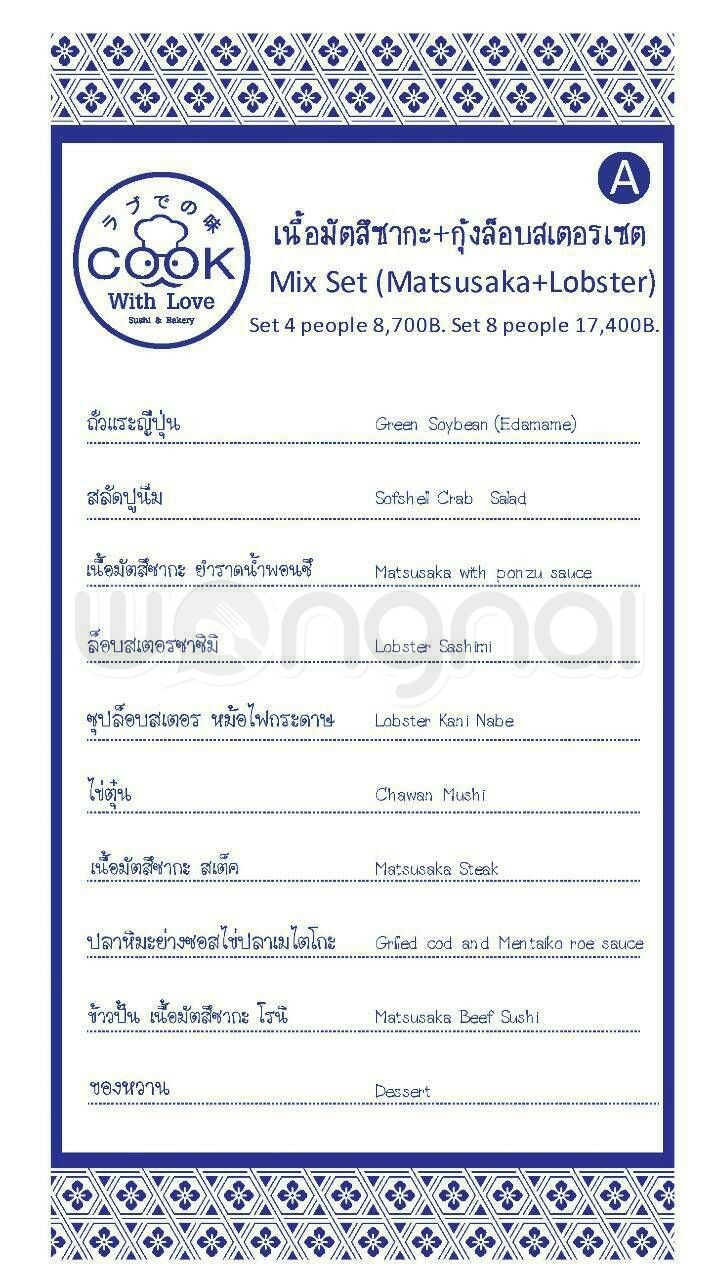 A
ラブでの味
COOK
With Love
Sushi & Bakery
เนื้อมัตสึซากะ+กุ้งล็อบสเตอรเซต
Mix Set (Matsusaka+Lobster)
Set 4 people 8,700B. Set 8 people 17,400B.
ถั่วแระญี่ปุ่น Green Soybean (Edamame)
สลัดปูนิ่ม Sofshell Crab Salad
เนื้อมัตสึซากะ ยำราดน้ำพอนซึ Matsusaka with ponzu sauce
wongnai
ล็อบสเตอรซาซิมิ Lobster Sashimi
ซุปล็อบสเตอร หม้อไฟกระดาษ Lobster Kani Nabe
ไข่ตุ๋น Chawan Mushi
เนื้อมัตสึซากะ สเต็ค Matsusaka Steak
ปลาหิมะย่างซอสไข่ปลาเมไตโกะ Grilled cod and Mentaiko roe sauce
ข้าวปั้น เนื้อมัตสึซากะ โรนิ Matsusaka Beef Sushi
ของหวาน Dessert